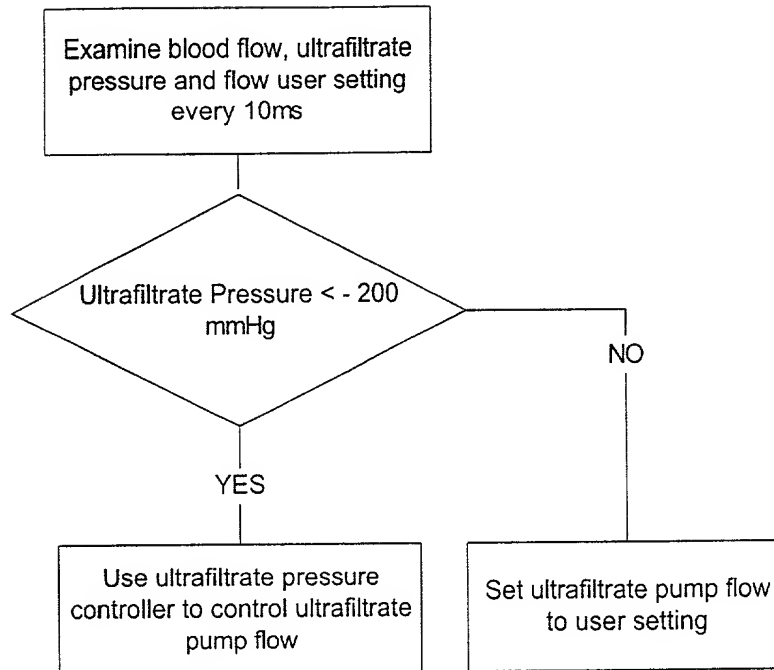 Examine blood flow, ultrafiltrate
pressure and flow user setting
every 10ms
Ultrafiltrate Pressure < - 200
mmHg
NO
YES
Use ultrafiltrate pressure
controller to control ultrafiltrate
pump flow
Set ultrafiltrate pump flow
to user setting